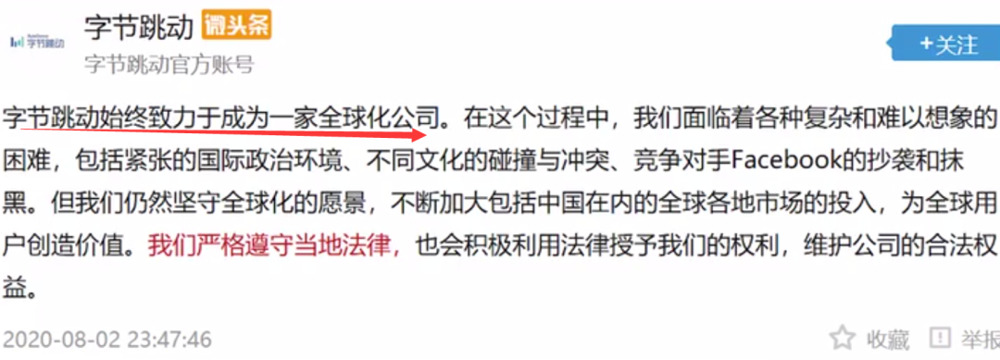 字节跳动
微头条
字节跳动
字节跳动官方账号
+关注
字节跳动始终致力于成为一家全球化公司。在这个过程中，我们面临着各种复杂和难以想象的
困难，包括紧张的国际政治环境、不同文化的碰撞与冲突、竞争对手Facebook的抄袭和抹
黑。但我们仍然坚守全球化的愿景，不断加大包括中国在内的全球各地市场的投入，为全球用
户创造价值。我们严格遵守当地法律，也会积极利用法律授予我们的权利，维护公司的合法权
益。
2020-08-02 23:47:46
收藏
举报